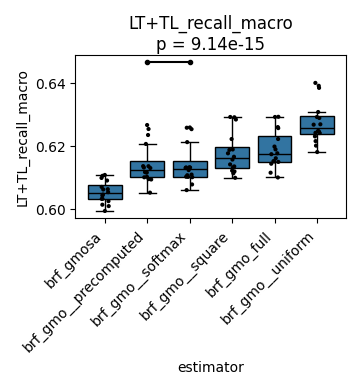 LT+TL_recall_macro
p = 9.14e-15
LT+TL_recall_macro
0.64
0.62
0.60
brf_gmosa
brf_gmo__precomputed
brf_gmo__softmax
brf_gmo__square
brf_gmo_full
brf_gmo__uniform
estimator